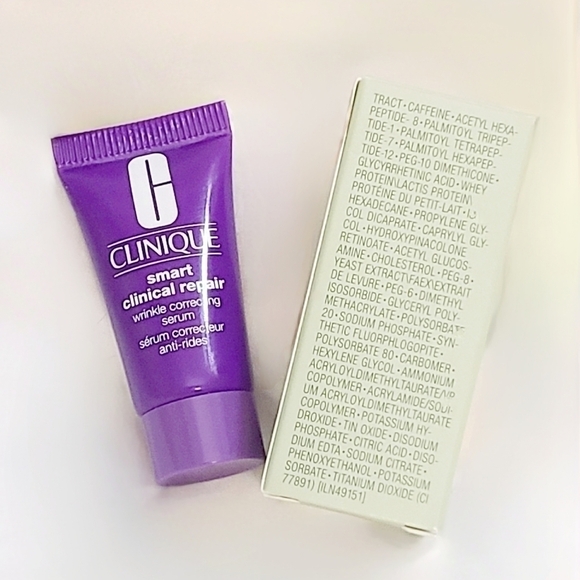 C
CLINIQUE
smart
clinical repair
wrinkle correcting
serum
sérum correcteur
anti-rides
TRACT • CAFFEINE • ACETYL HEXA-
PEPTIDE- 8 • PALMITOYL TRIPEP-
TIDE-1 • PALMITOYL TETRAPEP-
TIDE-7 • PALMITOYL HEXAPEP-
TIDE-12 • PEG-10 DIMETHICONE •
GLYCYRRHETINIC ACID • WHEY
PROTEIN\LACTIS PROTEIN\
PROTÉINE DU PETIT-LAIT •
HEXADECANE • PROPYLENE GLY-
COL DICAPRATE • CAPRYLYL GLY-
COL • HYDROXYPINACOLONE
RETINOATE • ACETYL GLUCOS-
AMINE • CHOLESTEROL • PEG-8 •
YEAST EXTRACT\FAEX\EXTRAIT
DE LEVURE • PEG-6 • DIMETHYL
ISOSORBIDE • GLYCERYL POLY-
METHACRYLATE • POLYSORBATE
20 • SODIUM PHOSPHATE • SYN-
THETIC FLUORPHLOGOPITE •
POLYSORBATE 80 • CARBOMER •
HEXYLENE GLYCOL • AMMONIUM
ACRYLOYLDIMETHYLTAURATE/VP
COPOLYMER • ACRYLAMIDE/SODI-
UM ACRYLOYLDIMETHYLTAURATE
COPOLYMER • POTASSIUM HY-
DROXIDE • TIN OXIDE • DISODIUM
PHOSPHATE • CITRIC ACID • DISO-
DIUM EDTA • SODIUM CITRATE •
PHENOXYETHANOL • POTASSIUM
SORBATE • TITANIUM DIOXIDE (CI
77891) [ILN49151]